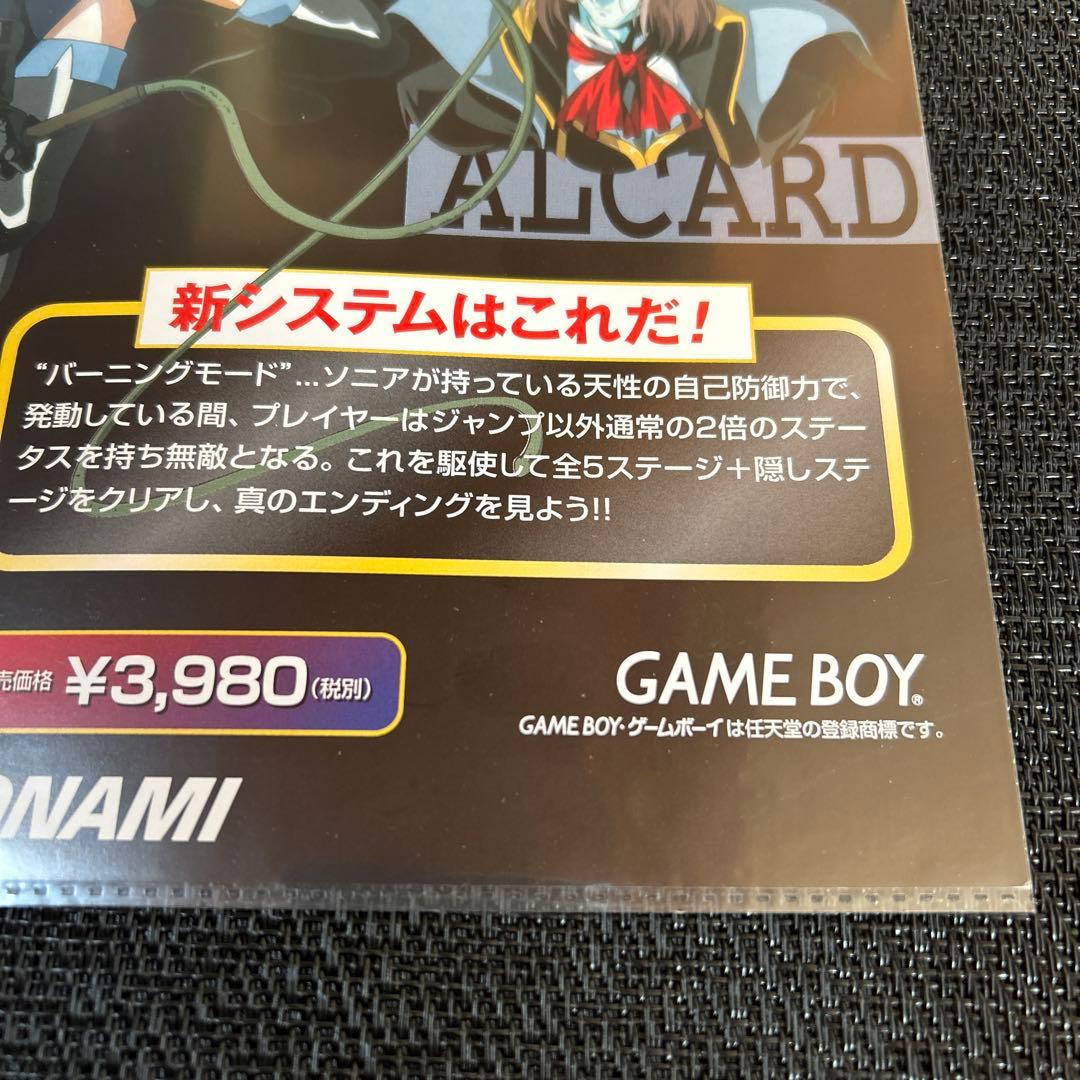 ALCARD
新システムはこれだ!
“バーニングモード”…ソニアが持っている天性の自己防御力で、
発動している間、プレイヤーはジャンプ以外通常の2倍のステー
タスを持ち無敵となる。これを駆使して全5ステージ+隠しステ
ージをクリアし、真のエンディングを見よう!!
売価格 ¥3,980(税別)
GAME BOY®
GAME BOY・ゲームボーイは任天堂の登録商標です。
ONAMI